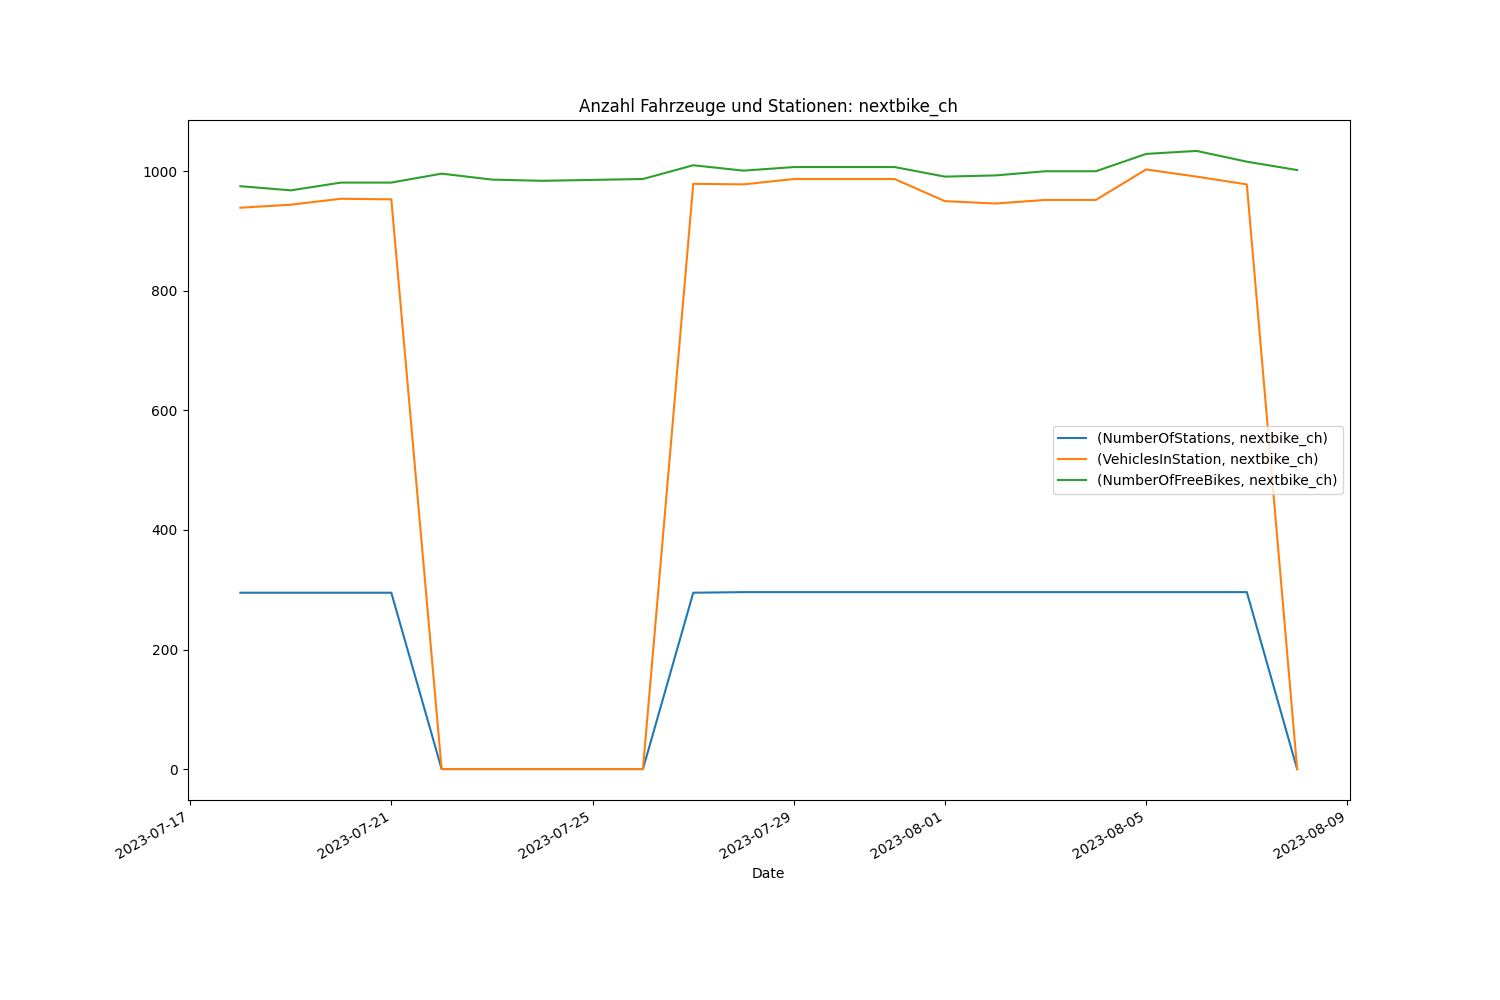 Anzahl Fahrzeuge und Stationen: nextbike_ch
1000
800
600
400
200
0
(NumberOfStations, nextbike_ch)
(VehiclesInStation, nextbike_ch)
(NumberOfFreeBikes, nextbike_ch)
2023-07-17
2023-07-21
2023-07-25
2023-07-29
2023-08-01
2023-08-05
2023-08-09
Date